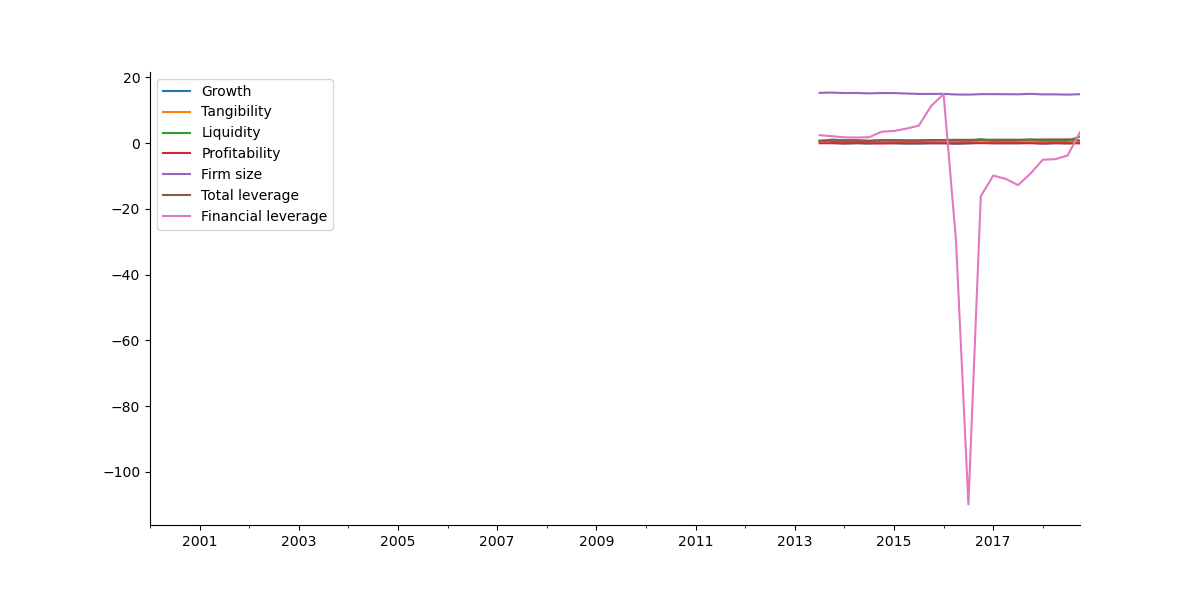 20
0
−20
−40
−60
−80
−100
Growth
Tangibility
Liquidity
Profitability
Firm size
Total leverage
Financial leverage
2001 2003 2005 2007 2009 2011 2013 2015 2017